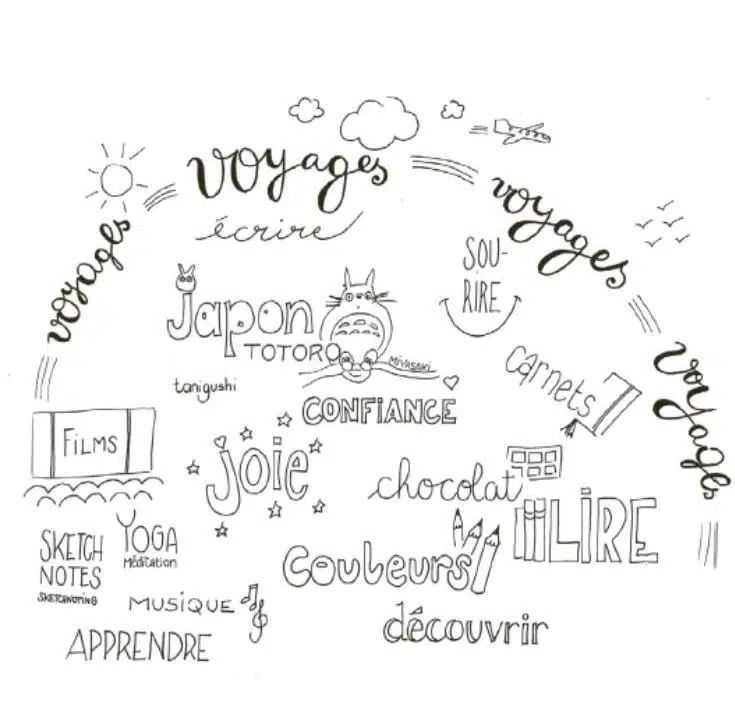 voyages
voyages
voyages
voyages
écrire
SOU-
RIRE
Japon
TOTORO
MiYASAKi
tanigushi
carnets
CONFiANCE
FiLMS
joie
chocolat
LiRE
SKETCH
NOTES
SKETCHNOTING
YOGA
Méditation
Couleurs
MUSiQUE
découvrir
APPRENDRE